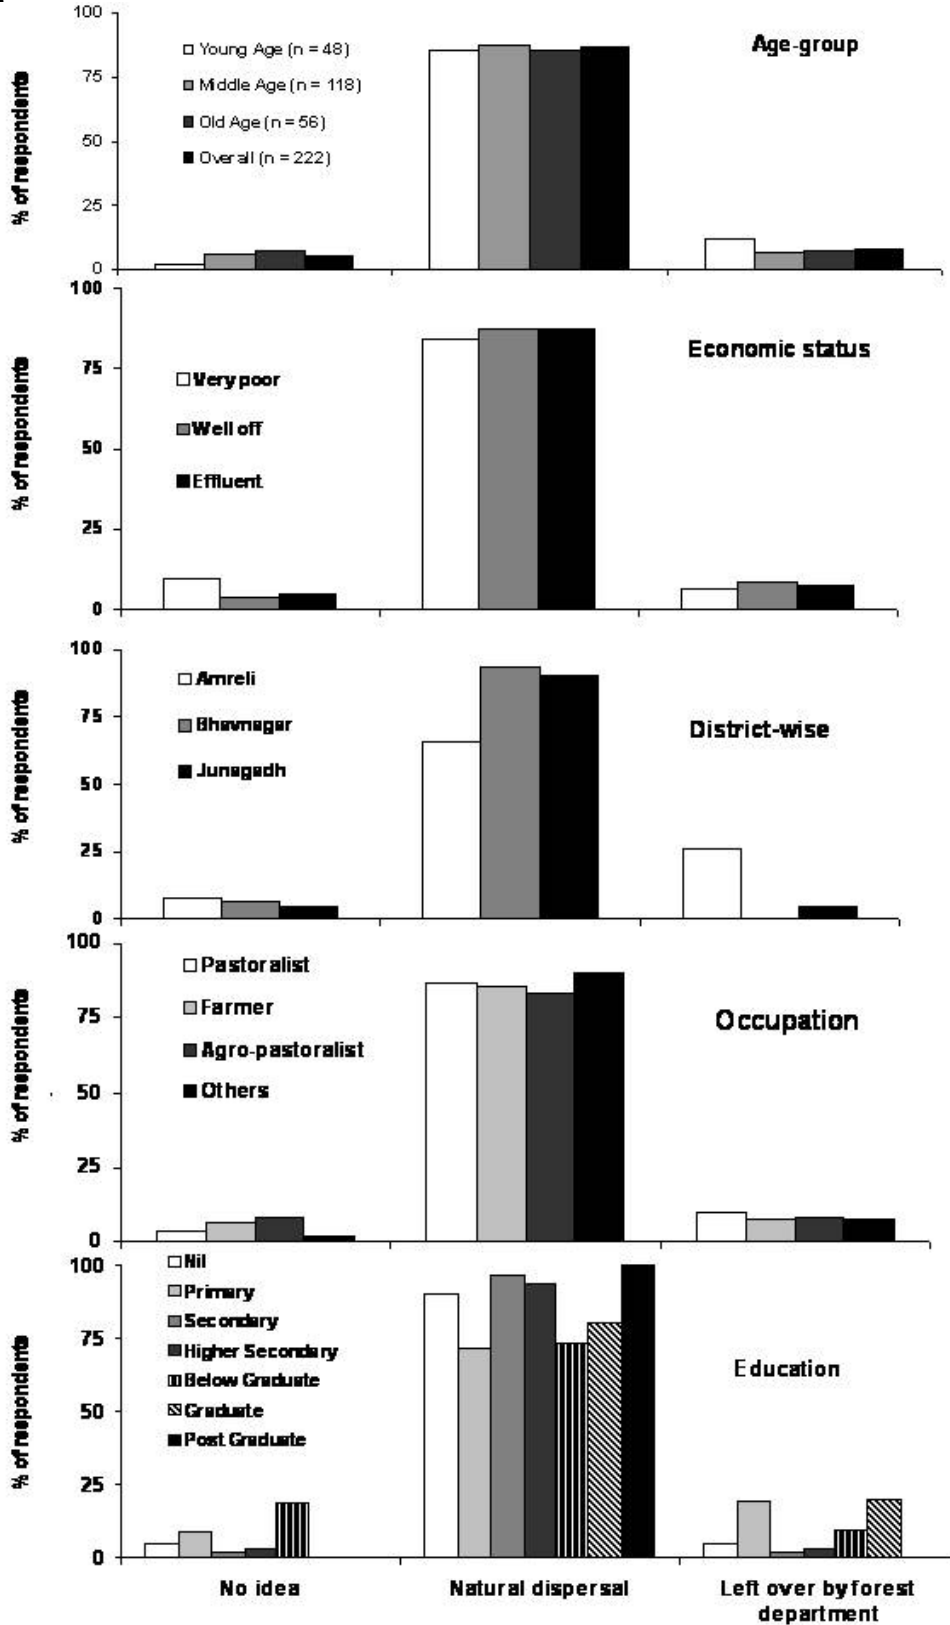 100
75
50
25
0
% of respondents
Young Age (n = 48)
Middle Age (n = 118)
Old Age (n = 56)
Overall (n = 222)
Age-group
100
75
50
25
0
% of respondents
Very poor
Well off
Effluent
Economic status
100
75
50
25
0
% of respondents
Amreli
Bhavnagar
Junagadh
District-wise
100
75
50
25
0
% of respondents
Pastoralist
Farmer
Agro-pastoralist
Others
Occupation
100
75
50
25
0
% of respondents
Nil
Primary
Secondary
Higher Secondary
Below Graduate
Graduate
Post Graduate
Education
No idea
Natural dispersal
Left over by forest
department